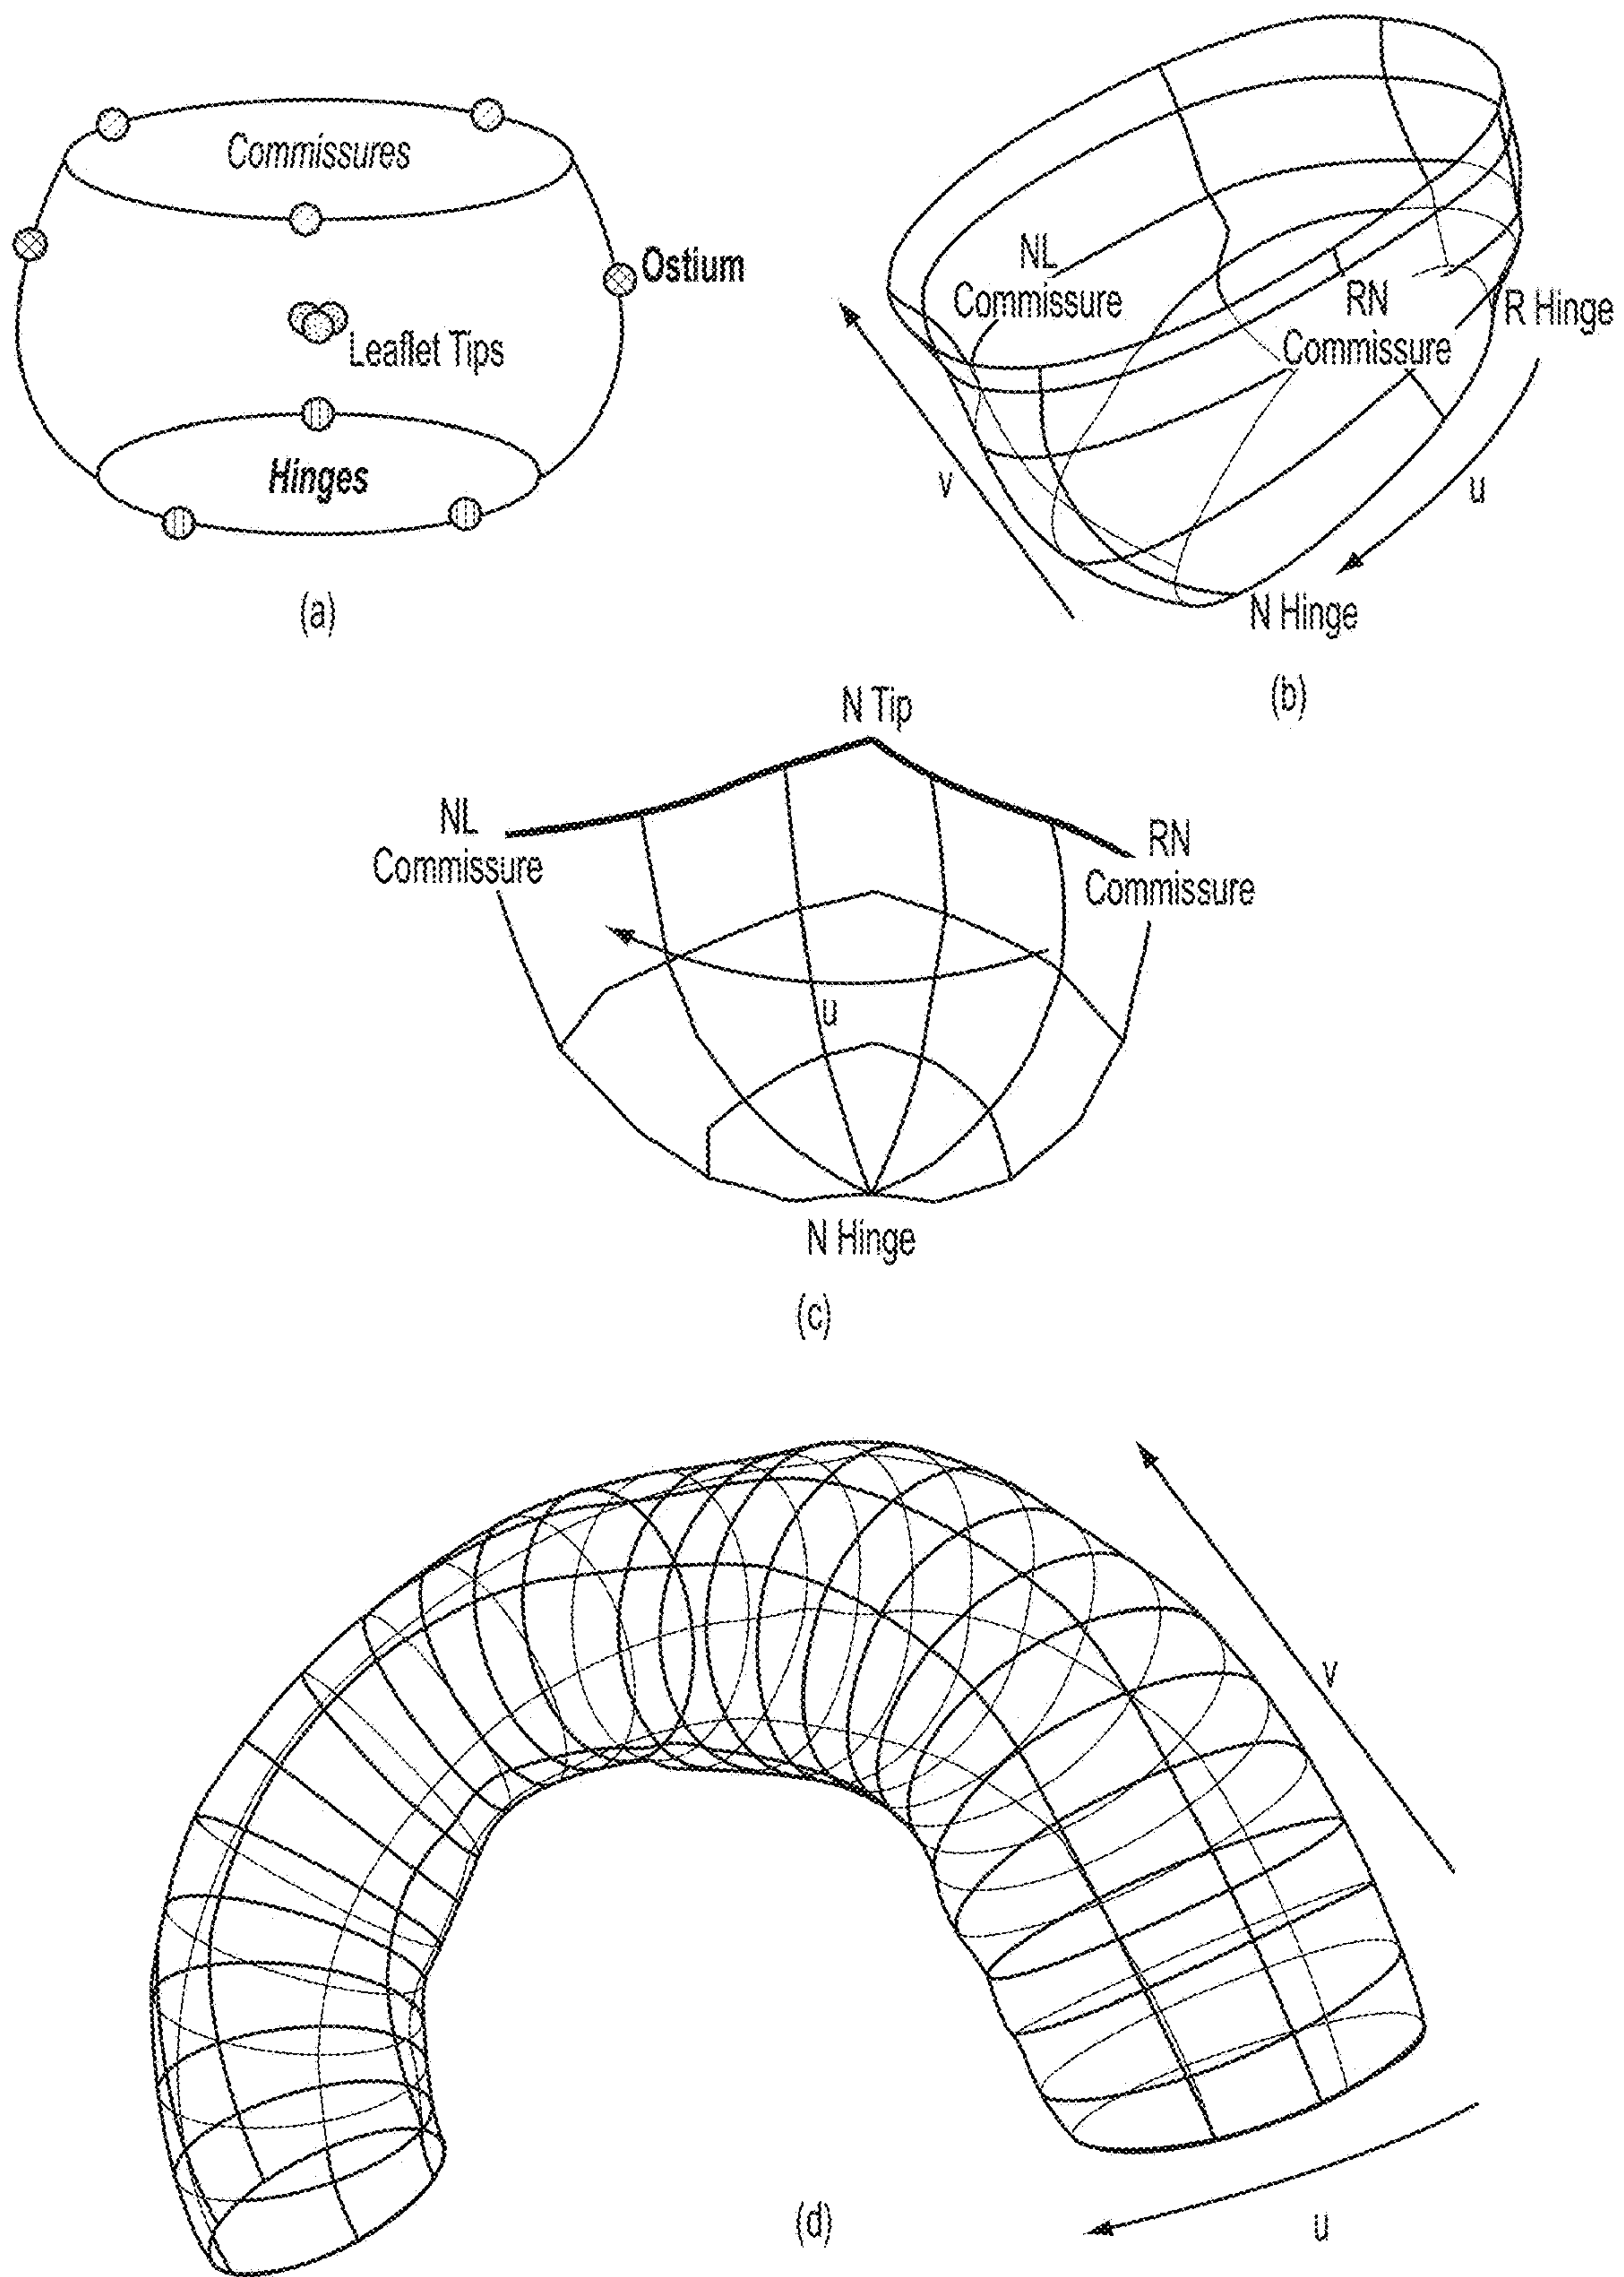 Commissures
Ostium
Leaflet Tips
Hinges
(a)
NL
Commissure
RN
Commissure
R Hinge
v
u
N Hinge
(b)
N Tip
NL
Commissure
RN
Commissure
u
N Hinge
(c)
v
u
(d)